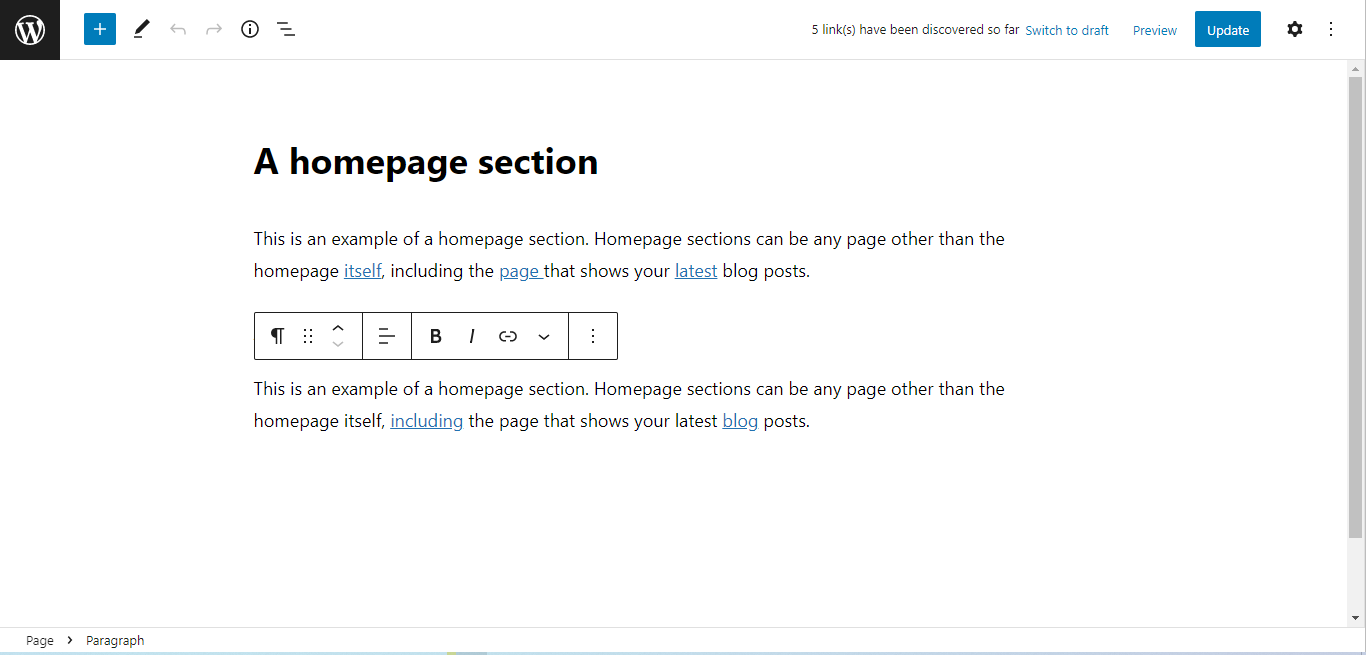 5 link(s) have been discovered so far Switch to draft Preview Update
A homepage section
This is an example of a homepage section. Homepage sections can be any page other than the
homepage itself, including the page that shows your latest blog posts.
B I
This is an example of a homepage section. Homepage sections can be any page other than the
homepage itself, including the page that shows your latest blog posts.
Page > Paragraph